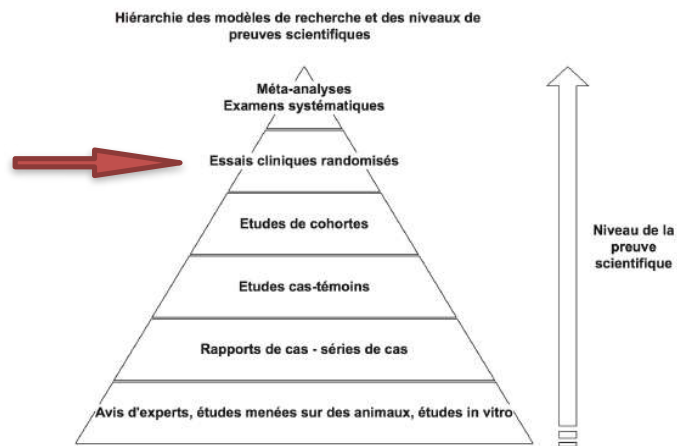 Hiérarchie des modèles de recherche et des niveaux de
preuves scientifiques
Méta-analyses
Examens systématiques
Essais cliniques randomisés
Etudes de cohortes
Etudes cas-témoins
Rapports de cas - séries de cas
Avis d'experts, études menées sur des animaux, études in vitro
Niveau de la
preuve
scientifique